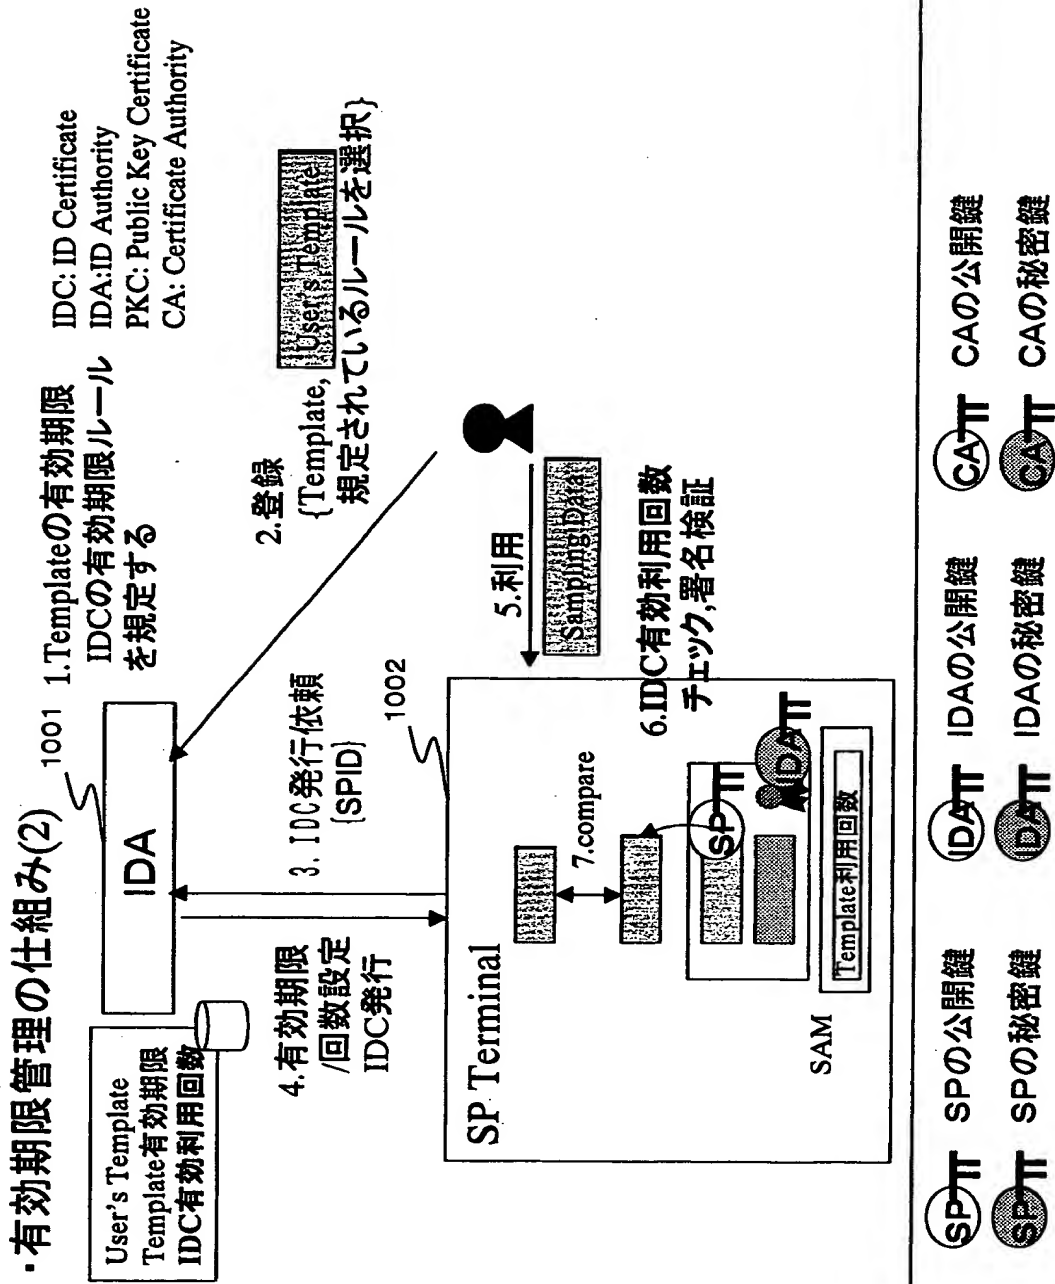 ・有効期限管理の仕組み(2)
User's Template
Template有効期限
IDC有効利用回数
1001
IDA
1.Templateの有効期限
IDCの有効期限ルール
を規定する
IDC: ID Certificate
IDA:ID Authority
PKC: Public Key Certificate
CA: Certificate Authority
2.登録
{Template, User's Template
規定されているルールを選択}
3. IDC発行依頼
{SPID}
4.有効期限
/回数設定
IDC発行
1002
5.利用
Sampling Data
SP Terminal
7.compare
6.IDC有効利用回数
チェック,署名検証
SP
IDA
SAM
Template利用回数
SP SPの公開鍵 IDA IDAの公開鍵 CA CAの公開鍵
SP SPの秘密鍵 IDA IDAの秘密鍵 CA CAの秘密鍵